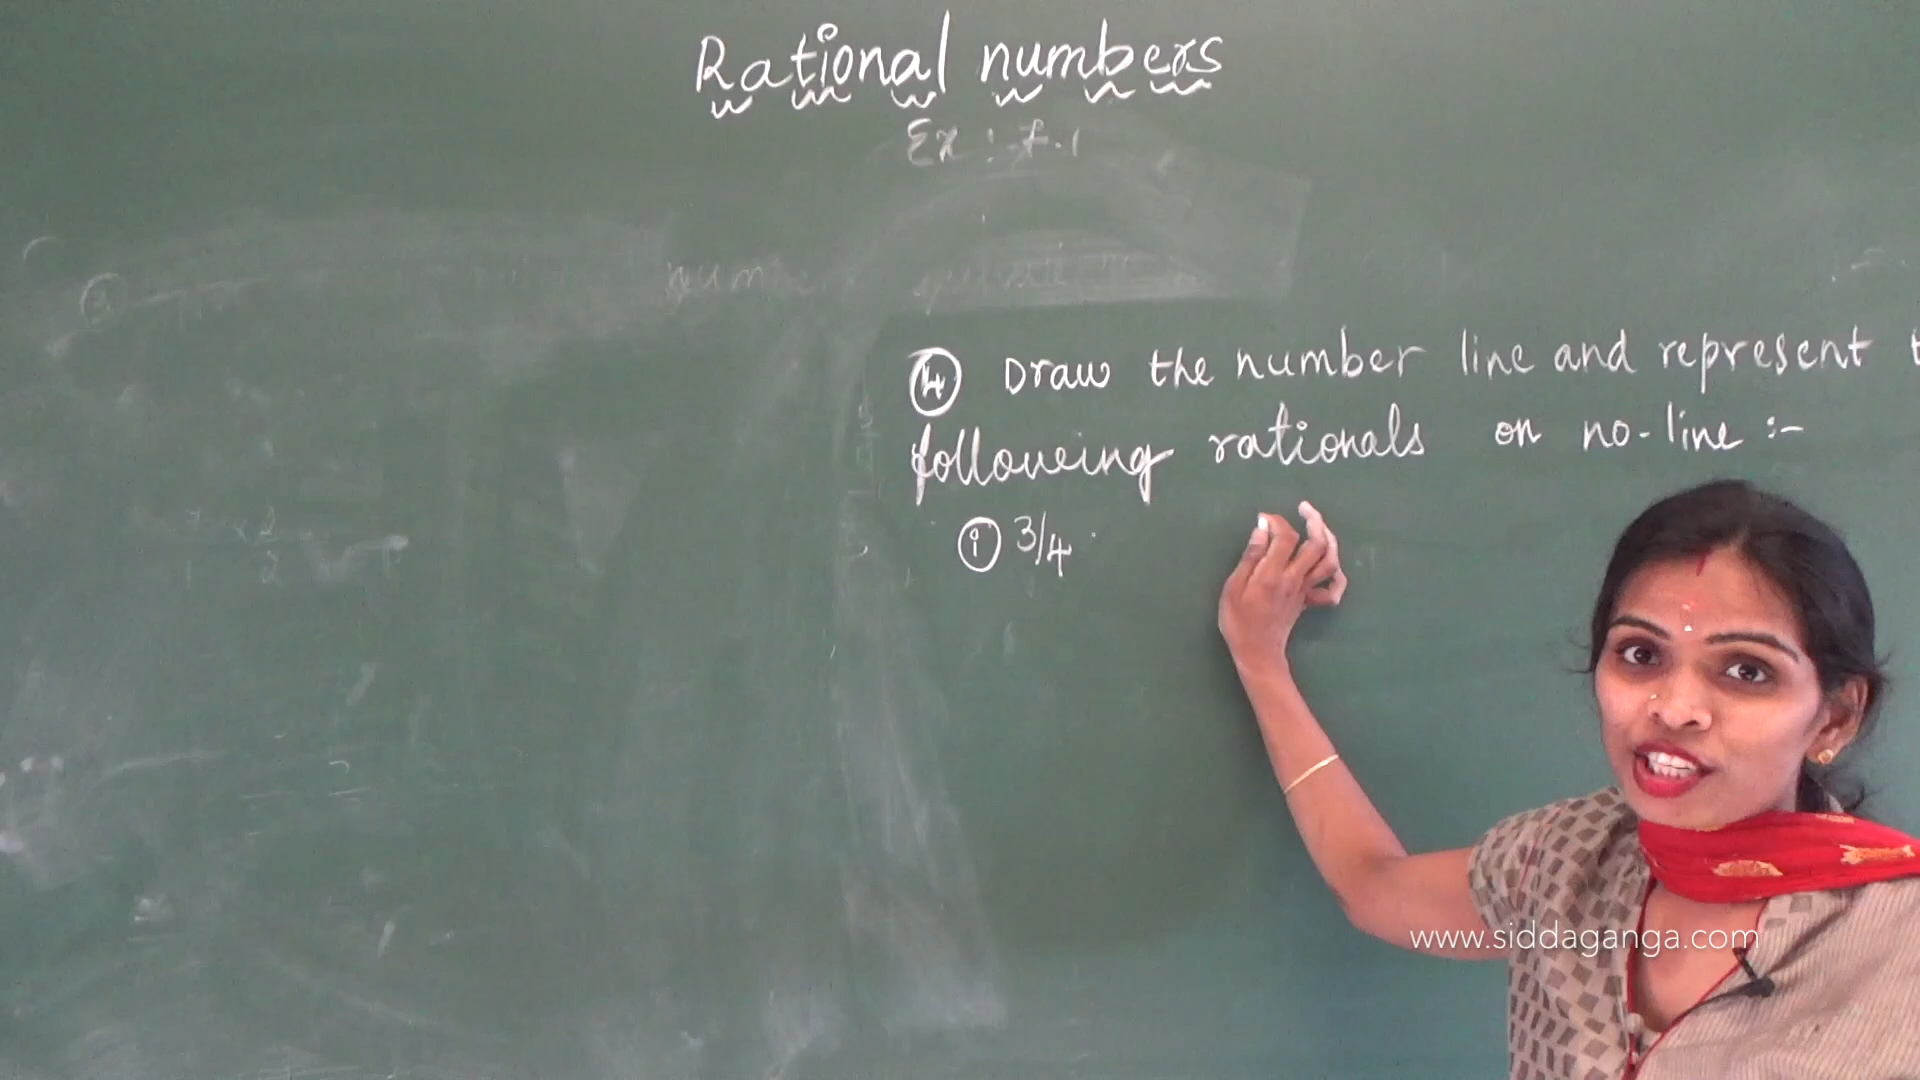 Rational numbers
Ex :- 7.1
④ Draw the number line and represent
following rationals on no-line :-
ⓘ 3/4
www.siddaganga.com